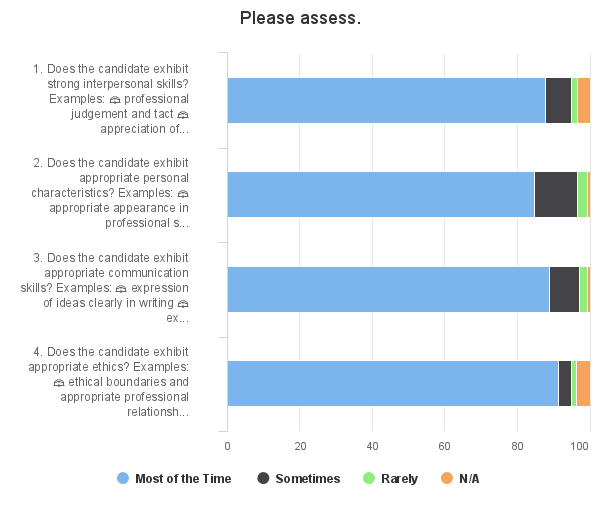 Please assess.
1. Does the candidate exhibit
strong interpersonal skills?
Examples: professional
judgement and tact
appreciation of...
2. Does the candidate exhibit
appropriate personal
characteristics? Examples:
appropriate appearance in
professional s...
3. Does the candidate exhibit
appropriate communication
skills? Examples: expression
of ideas clearly in writing
ex...
4. Does the candidate exhibit
appropriate ethics? Examples:
ethical boundaries and
appropriate professional
relationsh...
0 20 40 60 80 100
Most of the Time Sometimes Rarely N/A